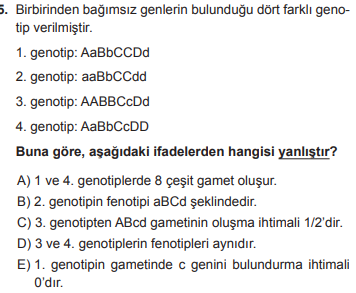 5. Birbirinden bağımsız genlerin bulunduğu dört farklı geno-
tip verilmiştir.
1. genotip: AaBbCCDd
2. genotip: aaBbCCdd
3. genotip: AABBCcDd
4. genotip: AaBbCcDD
Buna göre, aşağıdaki ifadelerden hangisi yanlıştır?
A) 1 ve 4. genotiplerde 8 çeşit gamet oluşur.
B) 2. genotipin fenotipi aBCd şeklindedir.
C) 3. genotipten ABcd gametinin oluşma ihtimali 1/2'dir.
D) 3 ve 4. genotiplerin fenotipleri aynıdır.
E) 1. genotipin gametinde c genini bulundurma ihtimali
0'dır.